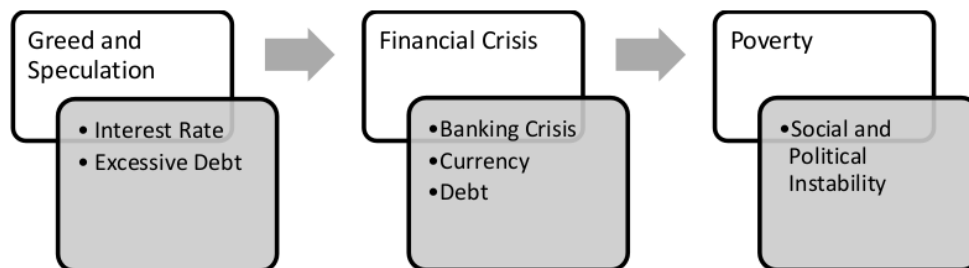 Greed and
Speculation
• Interest Rate
• Excessive Debt
Financial Crisis
•Banking Crisis
•Currency
•Debt
Poverty
•Social and
Political
Instability